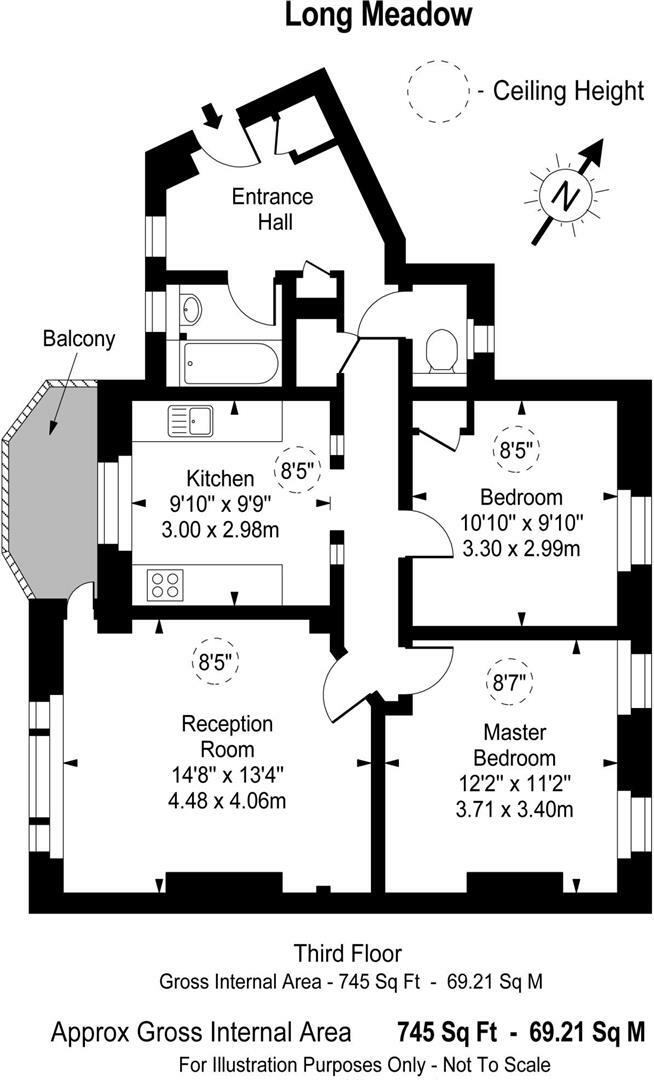 Long Meadow
- Ceiling Height
N
Entrance
Hall
Balcony
Kitchen
9'10" x 9'9"
3.00 x 2.98m
8'5"
8'5"
Bedroom
10'10" x 9'10"
3.30 x 2.99m
8'5"
Reception
Room
14'8" x 13'4"
4.48 x 4.06m
8'7"
Master
Bedroom
12'2" x 11'2"
3.71 x 3.40m
Third Floor
Gross Internal Area - 745 Sq Ft - 69.21 Sq M
Approx Gross Internal Area 745 Sq Ft - 69.21 Sq M
For Illustration Purposes Only - Not To Scale